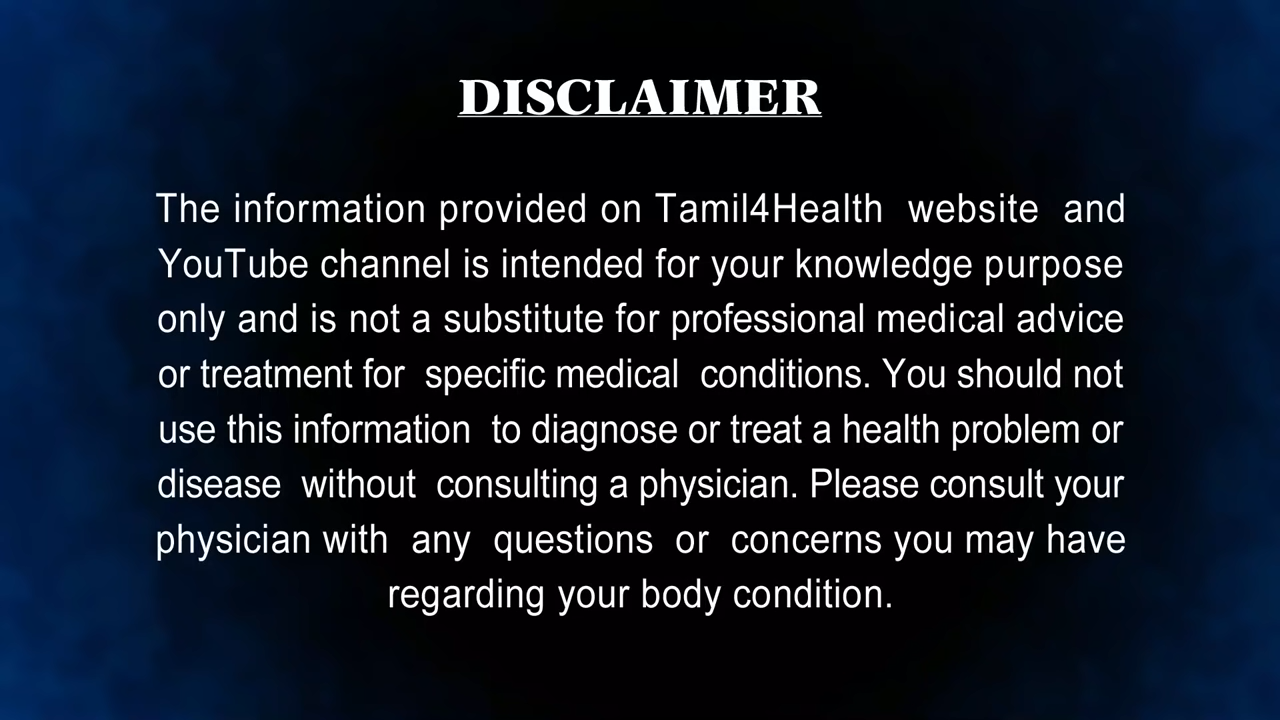 DISCLAIMER
The information provided on Tamil4Health website and
YouTube channel is intended for your knowledge purpose
only and is not a substitute for professional medical advice
or treatment for specific medical conditions. You should not
use this information to diagnose or treat a health problem or
disease without consulting a physician. Please consult your
physician with any questions or concerns you may have
regarding your body condition.